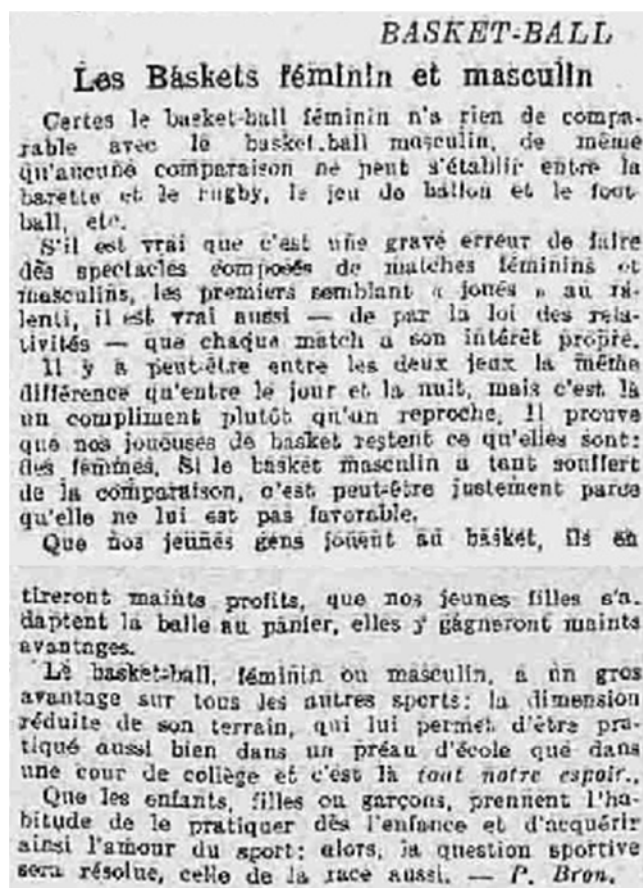 BASKET-BALL
Les Baskets féminin et masculin
Certes le basket-ball féminin n'a rien de compa-
rable avec le basket-ball masculin, de même
qu'aucune comparaison ne peut s'établir entre la
barette et le rugby, le jeu de ballon et le foot-
ball, etc.
S'il est vrai que c'est une grave erreur de faire
des spectacles composés de matches féminins et
masculins, les premiers semblant « joués » au ra-
lenti, il est vrai aussi — de par la loi des rela-
tivités — que chaque match a son intérêt propre.
Il y a peut-être entre les deux jeux la même
différence qu'entre le jour et la nuit, mais c'est là
un compliment plutôt qu'un reproche. Il prouve
que nos joueuses de basket restent ce qu'elles sont:
des femmes. Si le basket masculin a tant souffert
de la comparaison, c'est peut-être justement parce
qu'elle ne lui est pas favorable.
Que nos jeunes gens jouent au basket, ils en
tireront maints profits, que nos jeunes filles s'a-
daptent la balle au panier, elles y gagneront maints
avantages.
Le basket-ball, féminin ou masculin, a un gros
avantage sur tous les autres sports: la dimension
réduite de son terrain, qui lui permet d'être pra-
tiqué aussi bien dans un préau d'école que dans
une cour de collège et c'est là tout notre espoir..
Que les enfants, filles ou garçons, prennent l'ha-
bitude de le pratiquer dès l'enfance et d'acquérir
ainsi l'amour du sport: alors, la question sportive
sera résolue, celle de la race aussi. — P. Bron.